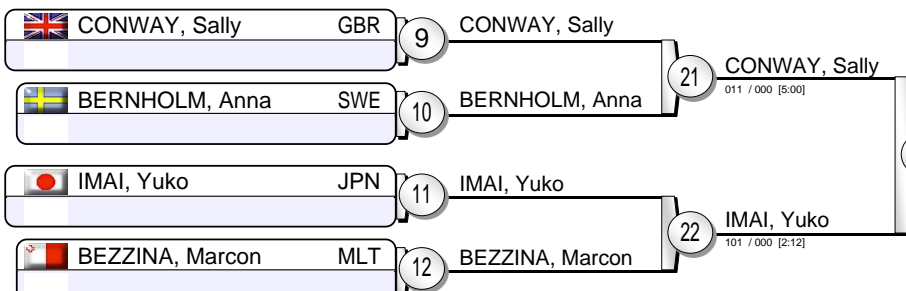 CONWAY, Sally GBR
9
CONWAY, Sally
21
CONWAY, Sally
011 / 000 [5:00]
BERNHOLM, Anna SWE
10
BERNHOLM, Anna
IMAI, Yuko JPN
11
IMAI, Yuko
22
IMAI, Yuko
101 / 000 [2:12]
BEZZINA, Marcon MLT
12
BEZZINA, Marcon